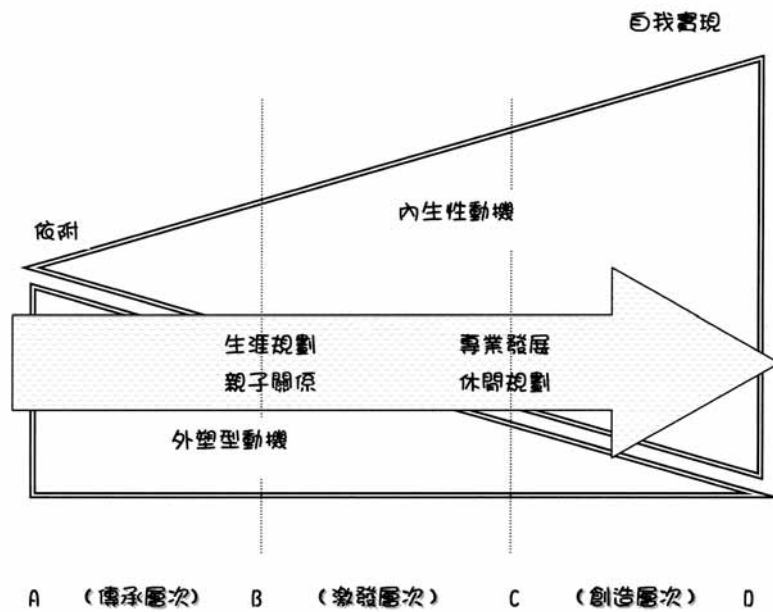 自我實現
內生性動機
依附
生涯規劃 專業發展
親子關係 休閒規劃
外塑型動機
A (傳承層次) B (激發層次) C (創造層次) D